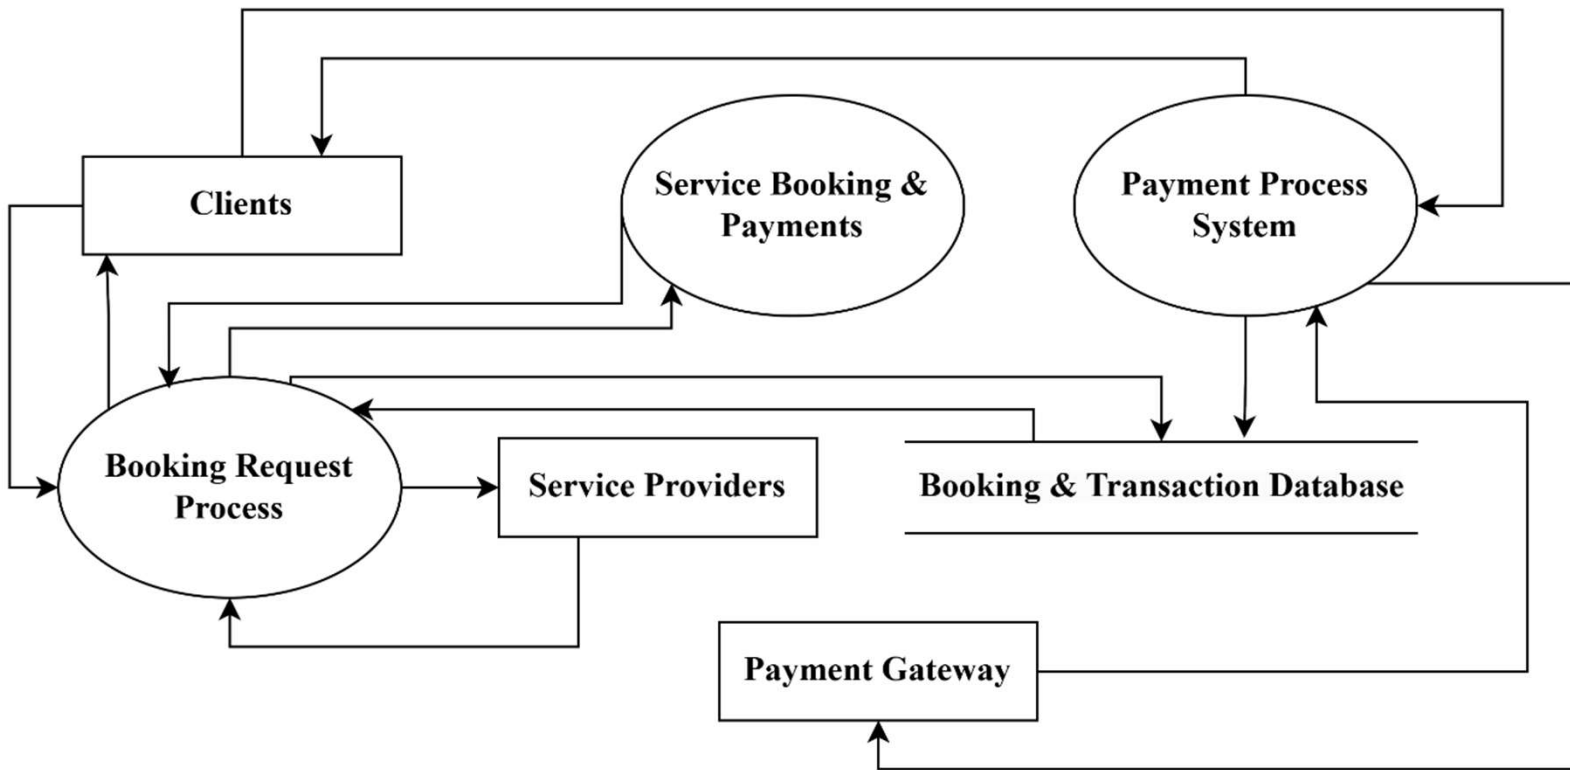 Clients
Service Booking &
Payments
Payment Process
System
Booking Request
Process
Service Providers
Booking & Transaction Database
Payment Gateway